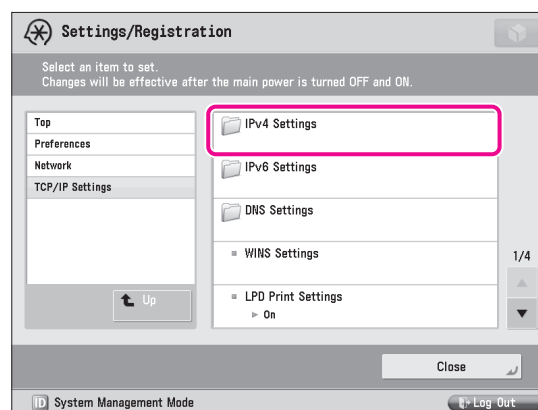 Settings/Registration
Select an item to set.
Changes will be effective after the main power is turned OFF and ON.
Top
Preferences
Network
TCP/IP Settings
Up
IPv4 Settings
IPv6 Settings
DNS Settings
WINS Settings
LPD Print Settings
On
1/4
Close
ID System Management Mode
Log Out